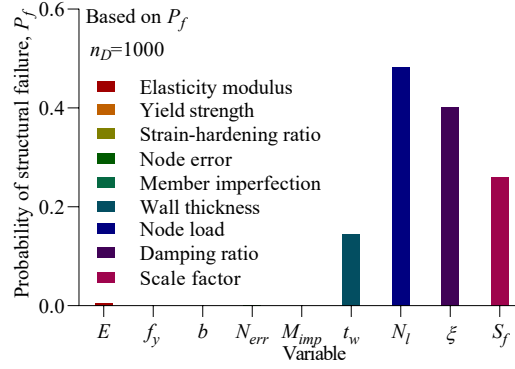 Probability of structural failure, P_f
0.6
0.4
0.2
0.0
Based on P_f
n_D=1000
Elasticity modulus
Yield strength
Strain-hardening ratio
Node error
Member imperfection
Wall thickness
Node load
Damping ratio
Scale factor
E f_y b N_err M_imp t_w N_l ξ S_f
Variable